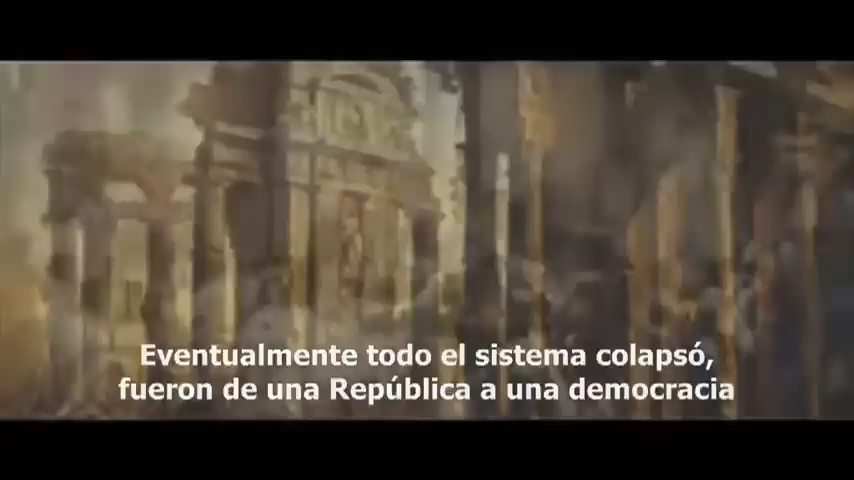 Eventualmente todo el sistema colapsó,
fueron de una República a una democracia